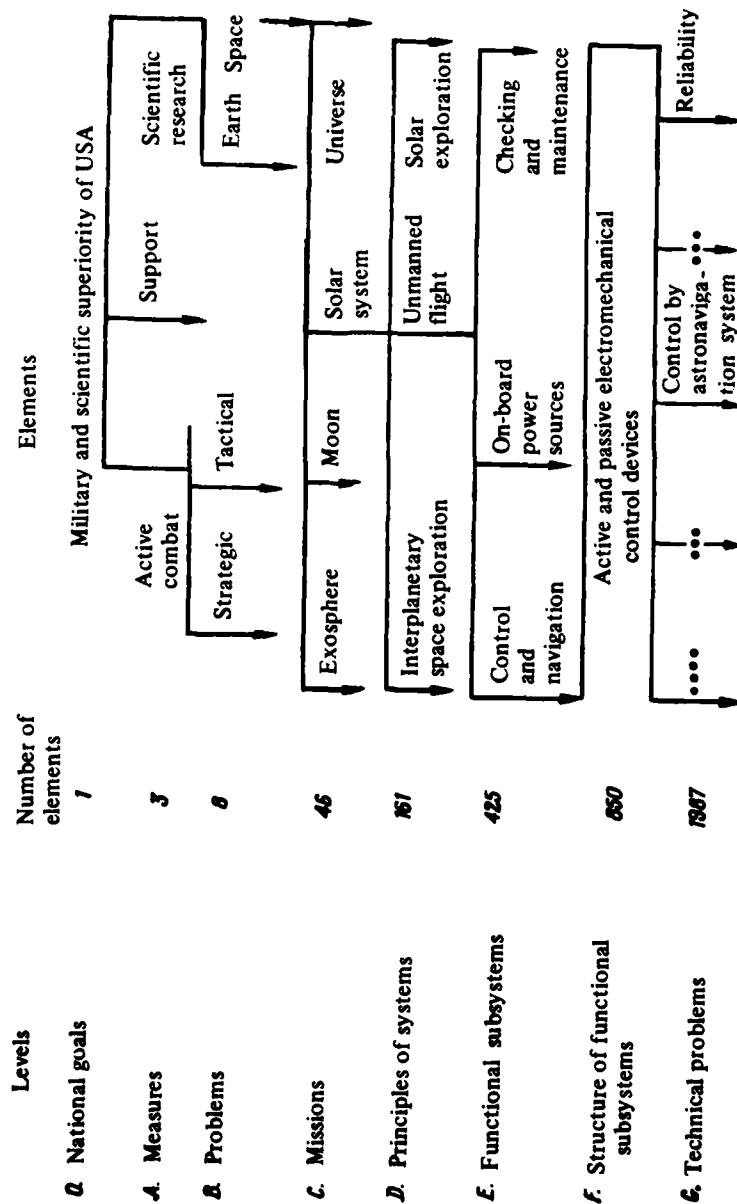 Levels
Number of
elements
Elements
0. National goals
1
Military and scientific superiority of USA
A. Measures
3
Active
combat
Support
Scientific
research
B. Problems
8
Strategic
Tactical
Earth
Space
C. Missions
46
Exosphere
Moon
Solar
system
Universe
D. Principles of systems
161
Interplanetary
space exploration
Unmanned
flight
Solar
exploration
E. Functional subsystems
425
Control
and
navigation
On-board
power
sources
Checking
and
maintenance
F. Structure of functional
subsystems
850
Active and passive electromechanical
control devices
G. Technical problems
1987
••••
•••
Control by
astronaviga-
tion system
•••
Reliability